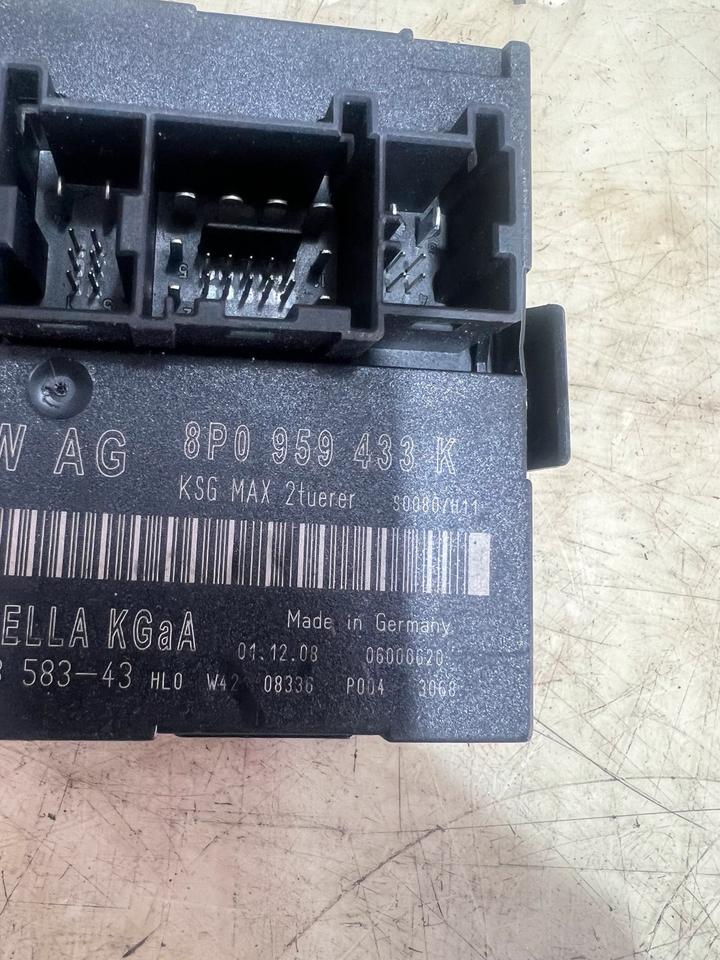 W AG 8P0 959 433 K
KSG MAX 2tuerer S0080/H11
ELLA KGaA Made in Germany
01.12.08 06000620
583-43 HLO W42 08336 P004 3068